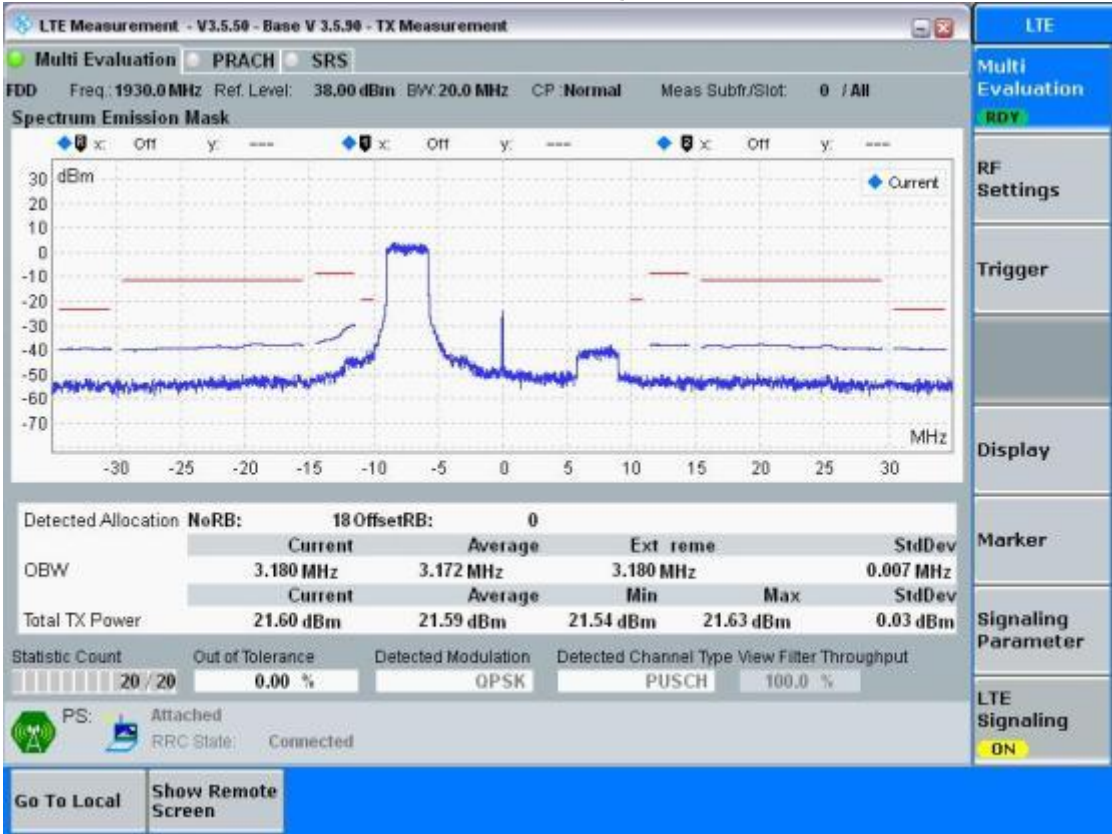 LTE Measurement - V3.5.50 - Base V 3.5.90 - TX Measurement
LTE
Multi Evaluation PRACH SRS
Multi
Evaluation
RDY
FDD Freq.: 1930.0 MHz Ref. Level: 38.00 dBm BW: 20.0 MHz CP : Normal Meas Subfr./Slot: 0 / All
Spectrum Emission Mask
x: Off y: --- x: Off y: --- x: Off y: ---
dBm
Current
30
20
10
0
-10
-20
-30
-40
-50
-60
-70
MHz
-30 -25 -20 -15 -10 -5 0 5 10 15 20 25 30
RF
Settings
Trigger
Display
Marker
Signaling
Parameter
LTE
Signaling
ON
Detected Allocation NoRB: 18 OffsetRB: 0
Current Average Ext reme StdDev
OBW 3.180 MHz 3.172 MHz 3.180 MHz 0.007 MHz
Current Average Min Max StdDev
Total TX Power 21.60 dBm 21.59 dBm 21.54 dBm 21.63 dBm 0.03 dBm
Statistic Count Out of Tolerance Detected Modulation Detected Channel Type View Filter Throughput
20 / 20 0.00 % QPSK PUSCH 100.0 %
PS: Attached
RRC State: Connected
Go To Local
Show Remote
Screen